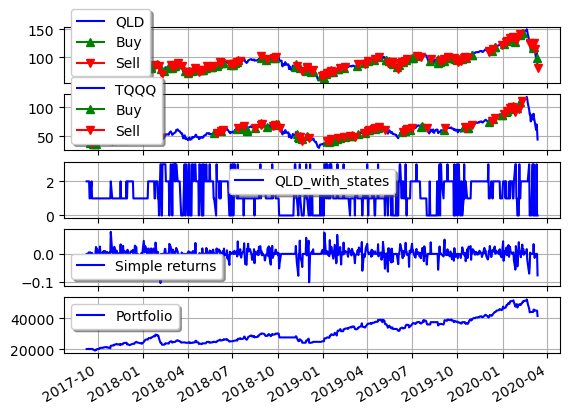 150
100
QLD
Buy
Sell
100
50
TQQQ
Buy
Sell
2
0
QLD_with_states
0.0
−0.1
Simple returns
40000
20000
Portfolio
2017-10
2018-01
2018-04
2018-07
2018-10
2019-01
2019-04
2019-07
2019-10
2020-01
2020-04